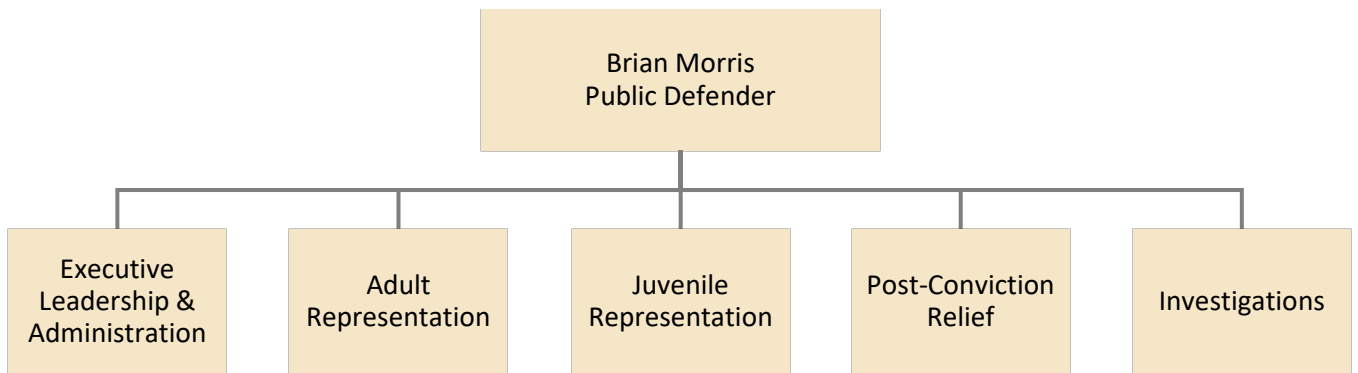 Brian Morris
Public Defender
Executive
Leadership &
Administration
Adult
Representation
Juvenile
Representation
Post-Conviction
Relief
Investigations